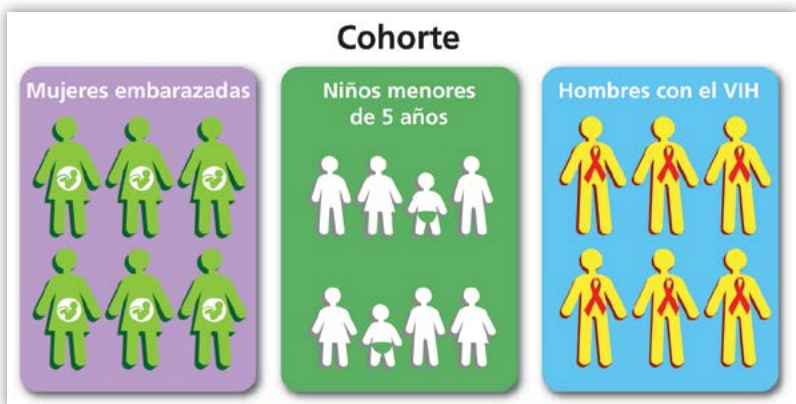 Cohorte
Mujeres embarazadas
Niños menores
de 5 años
Hombres con el VIH